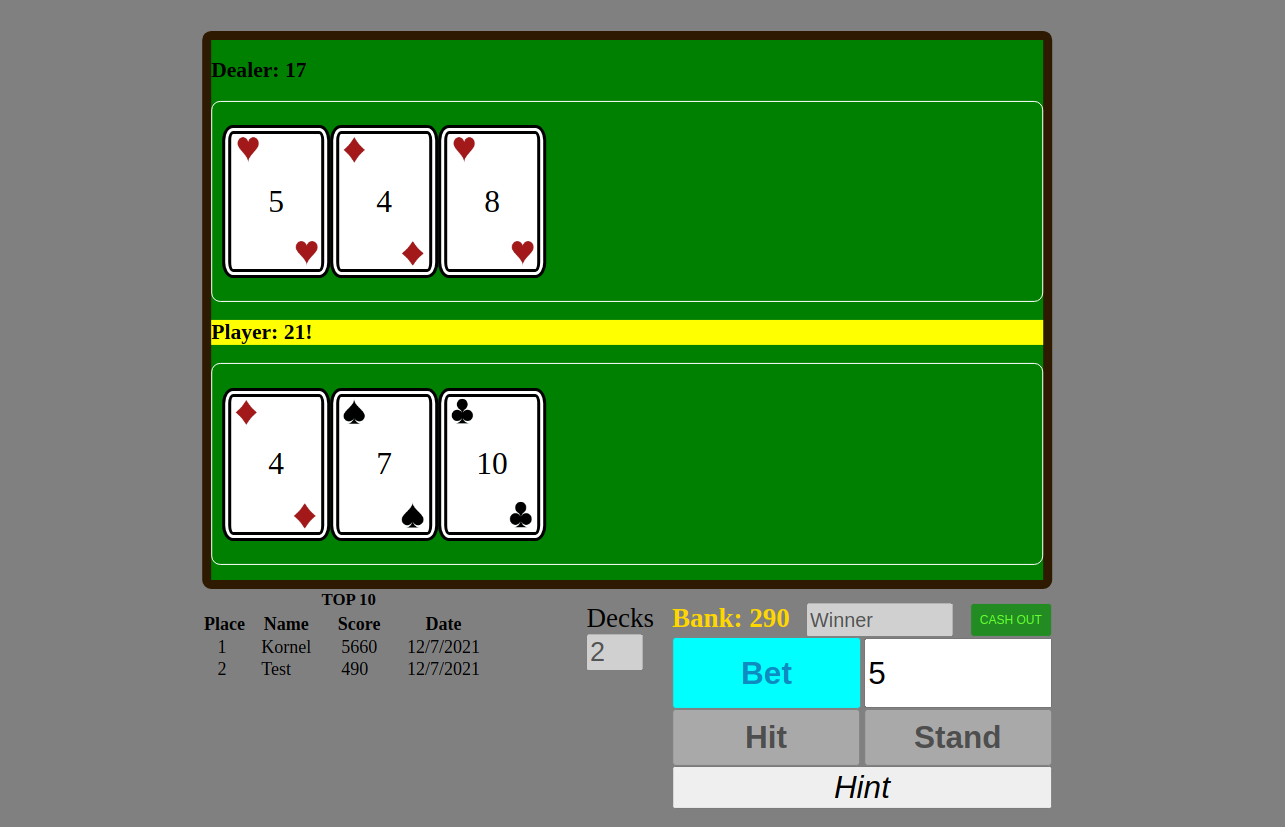 Dealer: 17
5 4 8
Player: 21!
4 7 10
TOP 10
Place Name Score Date
1 Kornel 5660 12/7/2021
2 Test 490 12/7/2021
Decks
2
Bank: 290 Winner CASH OUT
Bet 5
Hit Stand
Hint